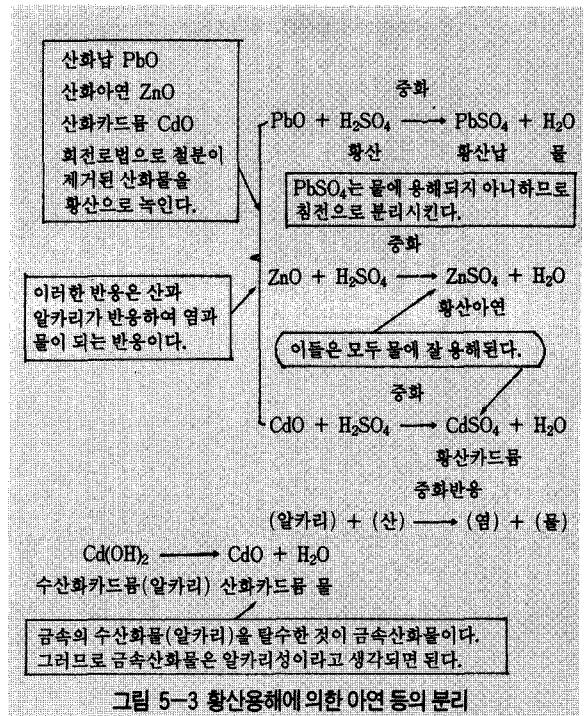 산화납 PbO
산화아연 ZnO
산화카드뮴 CdO
회전로법으로 철분이
제거된 산화물을
황산으로 녹인다.
중화
PbO + H₂SO₄ ⟶ PbSO₄ + H₂O
황산 황산납 물
PbSO₄는 물에 용해되지 아니하므로
침전으로 분리시킨다.
중화
ZnO + H₂SO₄ ⟶ ZnSO₄ + H₂O
황산아연
이러한 반응은 산과
알카리가 반응하여 염과
물이 되는 반응이다.
이들은 모두 물에 잘 용해된다.
중화
CdO + H₂SO₄ ⟶ CdSO₄ + H₂O
황산카드뮴
중화반응
(알카리) + (산) ⟶ (염) + (물)
Cd(OH)₂ ⟶ CdO + H₂O
수산화카드뮴(알카리) 산화카드뮴 물
금속의 수산화물(알카리)을 탈수한 것이 금속산화물이다.
그러므로 금속산화물은 알카리성이라고 생각되면 된다.
그림 5-3 황산용해에 의한 아연 등의 분리